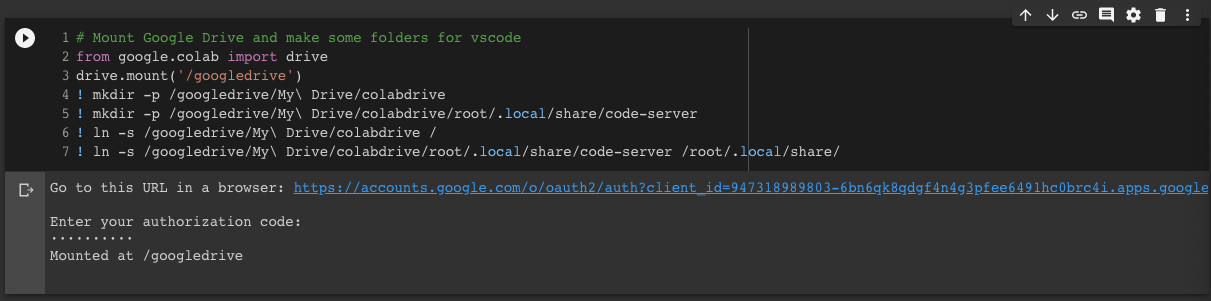 1 # Mount Google Drive and make some folders for vscode
2 from google.colab import drive
3 drive.mount('/googledrive')
4 ! mkdir -p /googledrive/My\ Drive/colabdrive
5 ! mkdir -p /googledrive/My\ Drive/colabdrive/root/.local/share/code-server
6 ! ln -s /googledrive/My\ Drive/colabdrive /
7 ! ln -s /googledrive/My\ Drive/colabdrive/root/.local/share/code-server /root/.local/share/
Go to this URL in a browser: https://accounts.google.com/o/oauth2/auth?client_id=947318989803-6bn6qk8qdgf4n4g3pfee6491hc0brc4i.apps.google
Enter your authorization code:
··········
Mounted at /googledrive